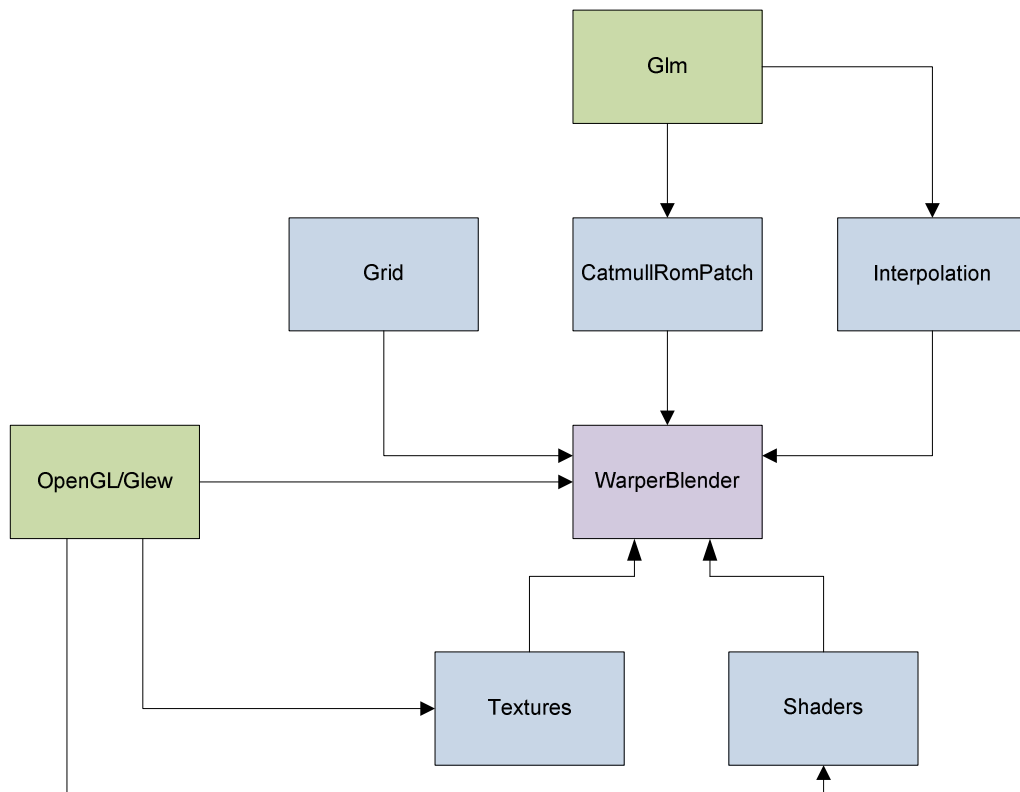 Glm
Grid
CatmullRomPatch
Interpolation
OpenGL/Glew
WarperBlender
Textures
Shaders